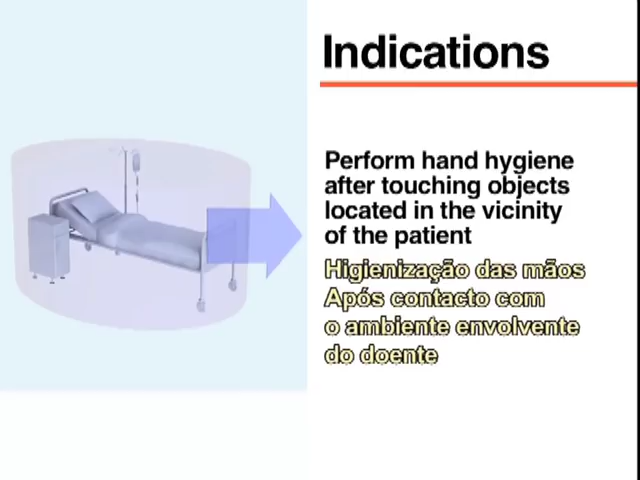 Indications
Perform hand hygiene
after touching objects
located in the vicinity
of the patient
Higienização das mãos
Após contacto com
o ambiente envolvente
do doente